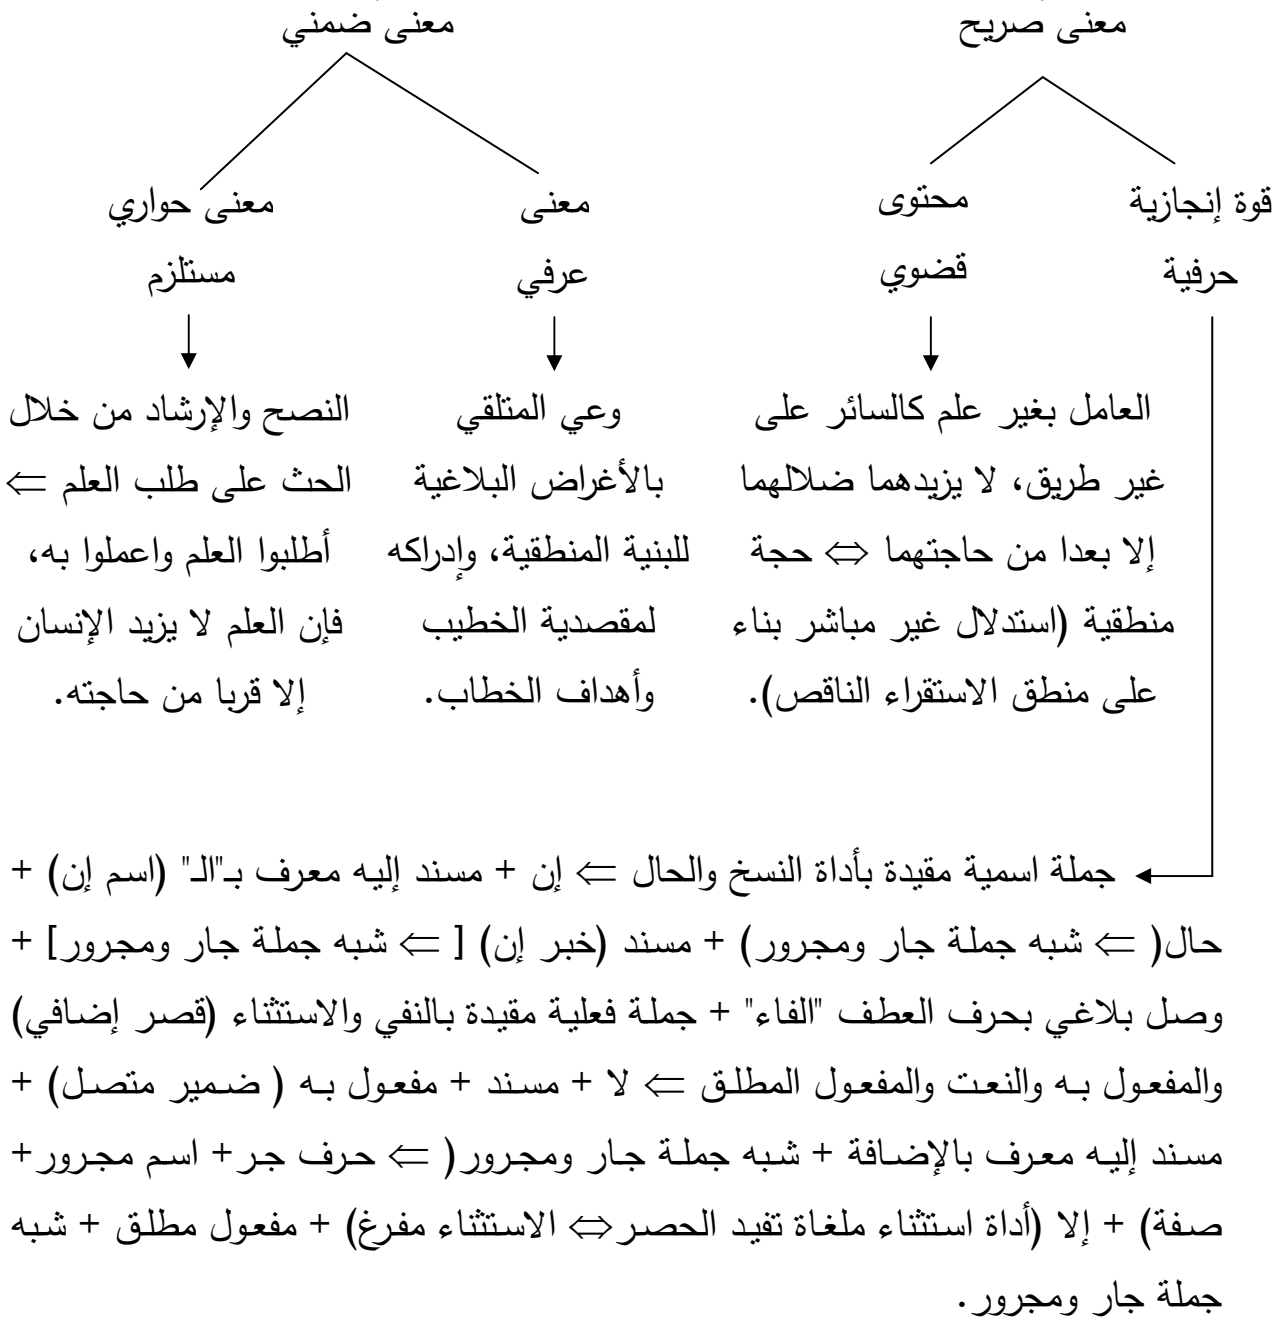 معنى صريح
معنى ضمني
قوة إنجازية
حرفية
محتوى
قضوي
معنى
عرفي
معنى حواري
مستلزم
العامل بغير علم كالسائر على
غير طريق، لا يزيدهما ضلالهما
إلا بعدا من حاجتهما ⇔ حجة
منطقية (استدلال غير مباشر بناء
على منطق الاستقراء الناقص).
وعي المتلقي
بالأغراض البلاغية
للبنية المنطقية، وإدراكه
لمقصدية الخطيب
وأهداف الخطاب.
النصح والإرشاد من خلال
الحث على طلب العلم ⇐
أطلبوا العلم واعملوا به،
فإن العلم لا يزيد الإنسان
إلا قربا من حاجته.
جملة اسمية مقيدة بأداة النسخ والحال ⇐ إن + مسند إليه معرف بـ"الـ" (اسم إن) +
حال( ⇐ شبه جملة جار ومجرور) + مسند (خبر إن) [ ⇐ شبه جملة جار ومجرور] +
وصل بلاغي بحرف العطف "الفاء" + جملة فعلية مقيدة بالنفي والاستثناء (قصر إضافي)
والمفعول به والنعت والمفعول المطلق ⇐ لا + مسند + مفعول به ( ضمير متصل) +
مسند إليه معرف بالإضافة + شبه جملة جار ومجرور( ⇐ حرف جر+ اسم مجرور+
صفة) + إلا (أداة استثناء ملغاة تفيد الحصر⇔ الاستثناء مفرغ) + مفعول مطلق + شبه
جملة جار ومجرور.